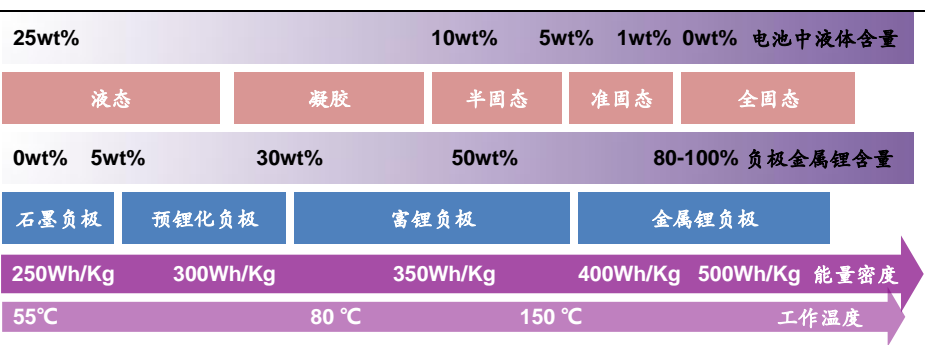 25wt% 10wt% 5wt% 1wt% 0wt% 电池中液体含量
液态 凝胶 半固态 准固态 全固态
0wt% 5wt% 30wt% 50wt% 80-100% 负极金属锂含量
石墨负极 预锂化负极 富锂负极 金属锂负极
250Wh/Kg 300Wh/Kg 350Wh/Kg 400Wh/Kg 500Wh/Kg 能量密度
55℃ 80 ℃ 150 ℃ 工作温度